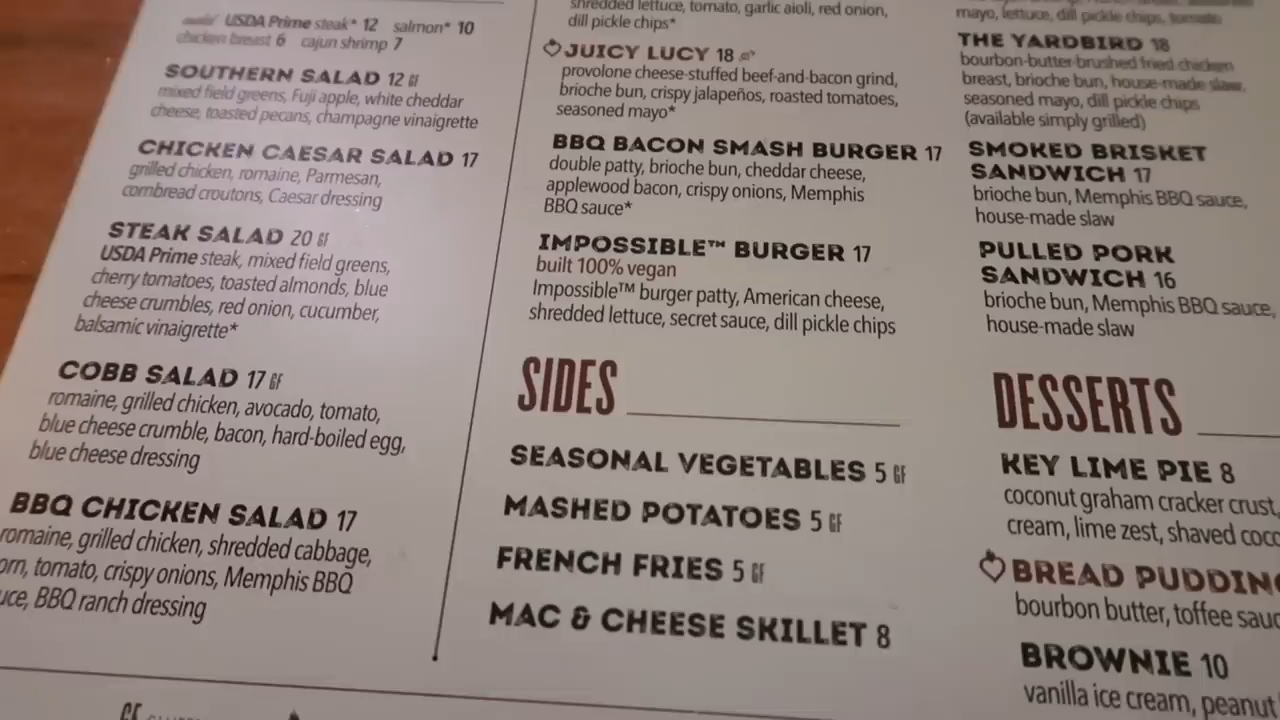 USDA Prime steak* 12 salmon* 10
chicken breast 6 cajun shrimp 7
SOUTHERN SALAD 12 GF
mixed field greens, Fuji apple, white cheddar
cheese, toasted pecans, champagne vinaigrette
CHICKEN CAESAR SALAD 17
grilled chicken, romaine, Parmesan,
cornbread croutons, Caesar dressing
STEAK SALAD 20 GF
USDA Prime steak, mixed field greens,
cherry tomatoes, toasted almonds, blue
cheese crumbles, red onion, cucumber,
balsamic vinaigrette*
COBB SALAD 17 GF
romaine, grilled chicken, avocado, tomato,
blue cheese crumble, bacon, hard-boiled egg,
blue cheese dressing
BBQ CHICKEN SALAD 17
romaine, grilled chicken, shredded cabbage,
orn, tomato, crispy onions, Memphis BBQ
uce, BBQ ranch dressing
GF
shredded lettuce, tomato, garlic aioli, red onion,
dill pickle chips*
JUICY LUCY 18
provolone cheese-stuffed beef-and-bacon grind,
brioche bun, crispy jalapeños, roasted tomatoes,
seasoned mayo*
BBQ BACON SMASH BURGER 17
double patty, brioche bun, cheddar cheese,
applewood bacon, crispy onions, Memphis
BBQ sauce*
IMPOSSIBLE™ BURGER 17
built 100% vegan
Impossible™ burger patty, American cheese,
shredded lettuce, secret sauce, dill pickle chips
SIDES
SEASONAL VEGETABLES 5 GF
MASHED POTATOES 5 GF
FRENCH FRIES 5 GF
MAC & CHEESE SKILLET 8
mayo, lettuce, dill pickle chips, tomato
THE YARDBIRD 18
bourbon-butter-brushed fried chicken
breast, brioche bun, house-made slaw,
seasoned mayo, dill pickle chips
(available simply grilled)
SMOKED BRISKET
SANDWICH 17
brioche bun, Memphis BBQ sauce,
house-made slaw
PULLED PORK
SANDWICH 16
brioche bun, Memphis BBQ sauce,
house-made slaw
DESSERTS
KEY LIME PIE 8
coconut graham cracker crust,
cream, lime zest, shaved coco
BREAD PUDDING
bourbon butter, toffee sauc
BROWNIE 10
vanilla ice cream, peanut